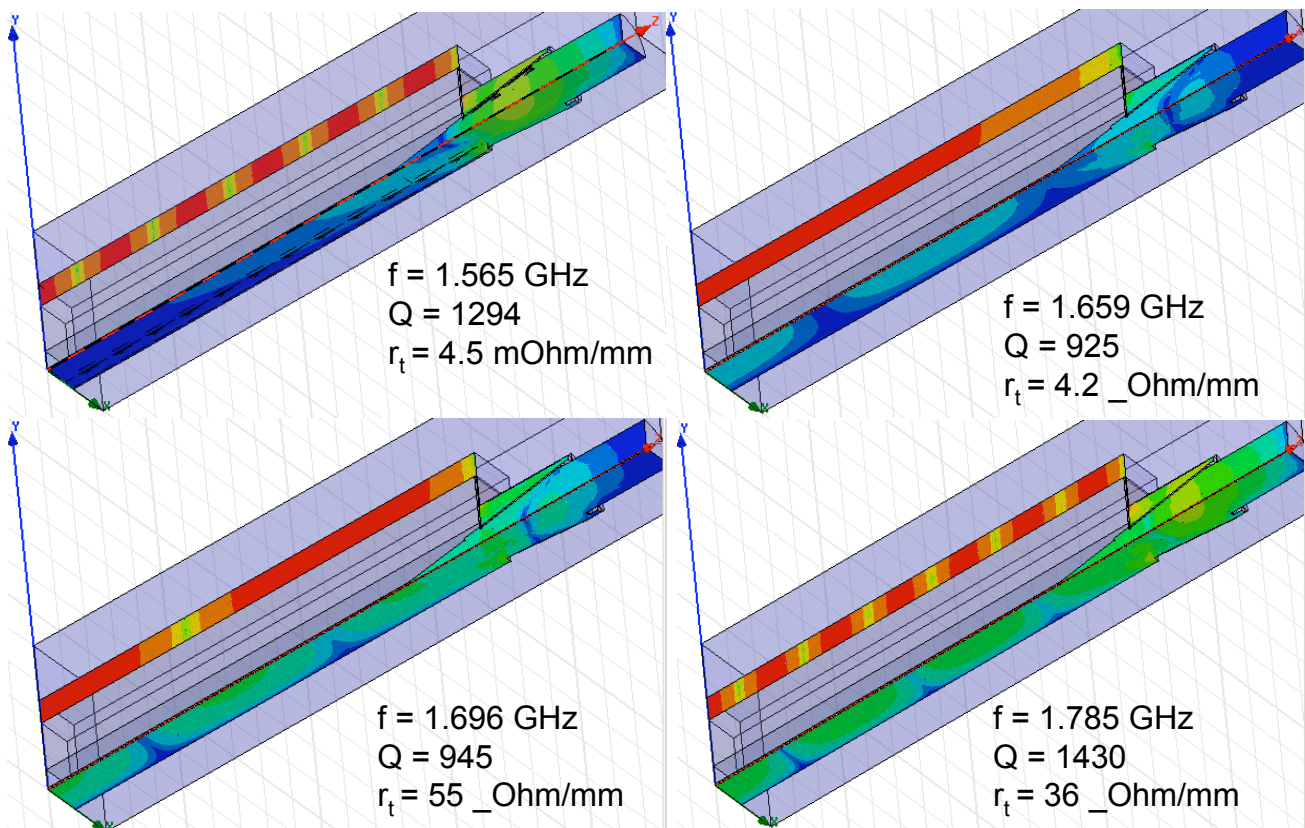 Y
Z
f = 1.565 GHz
Q = 1294
rt = 4.5 mOhm/mm
X
Y
f = 1.659 GHz
Q = 925
rt = 4.2 _Ohm/mm
Y
f = 1.696 GHz
Q = 945
rt = 55 _Ohm/mm
Y
f = 1.785 GHz
Q = 1430
rt = 36 _Ohm/mm